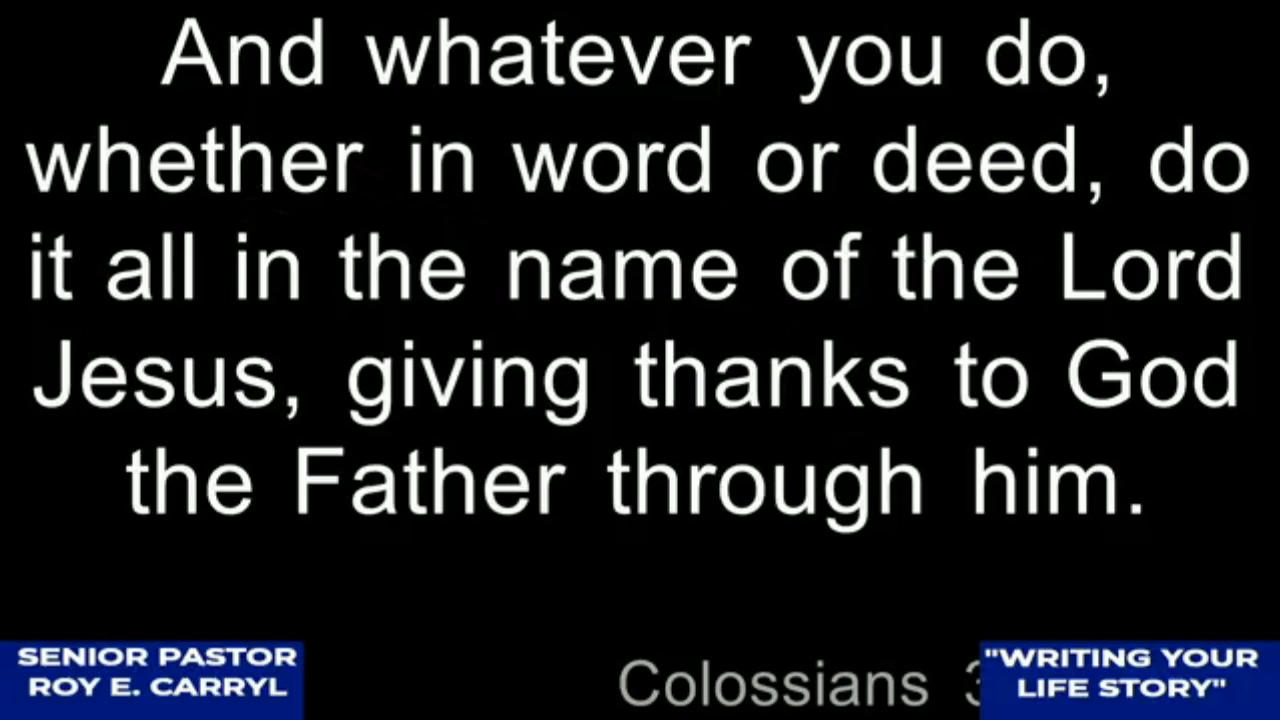 And whatever you do,
whether in word or deed, do
it all in the name of the Lord
Jesus, giving thanks to God
the Father through him.
SENIOR PASTOR
ROY E. CARRYL
Colossians 3
"WRITING YOUR
LIFE STORY"